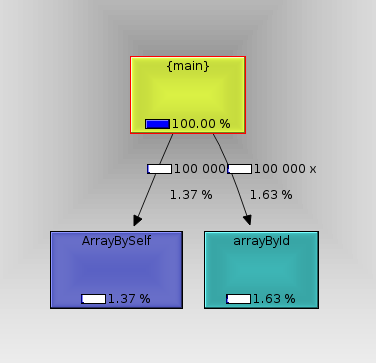 {main}
100.00 %
100 000
100 000 x
1.37 %
1.63 %
ArrayBySelf
arrayById
1.37 %
1.63 %